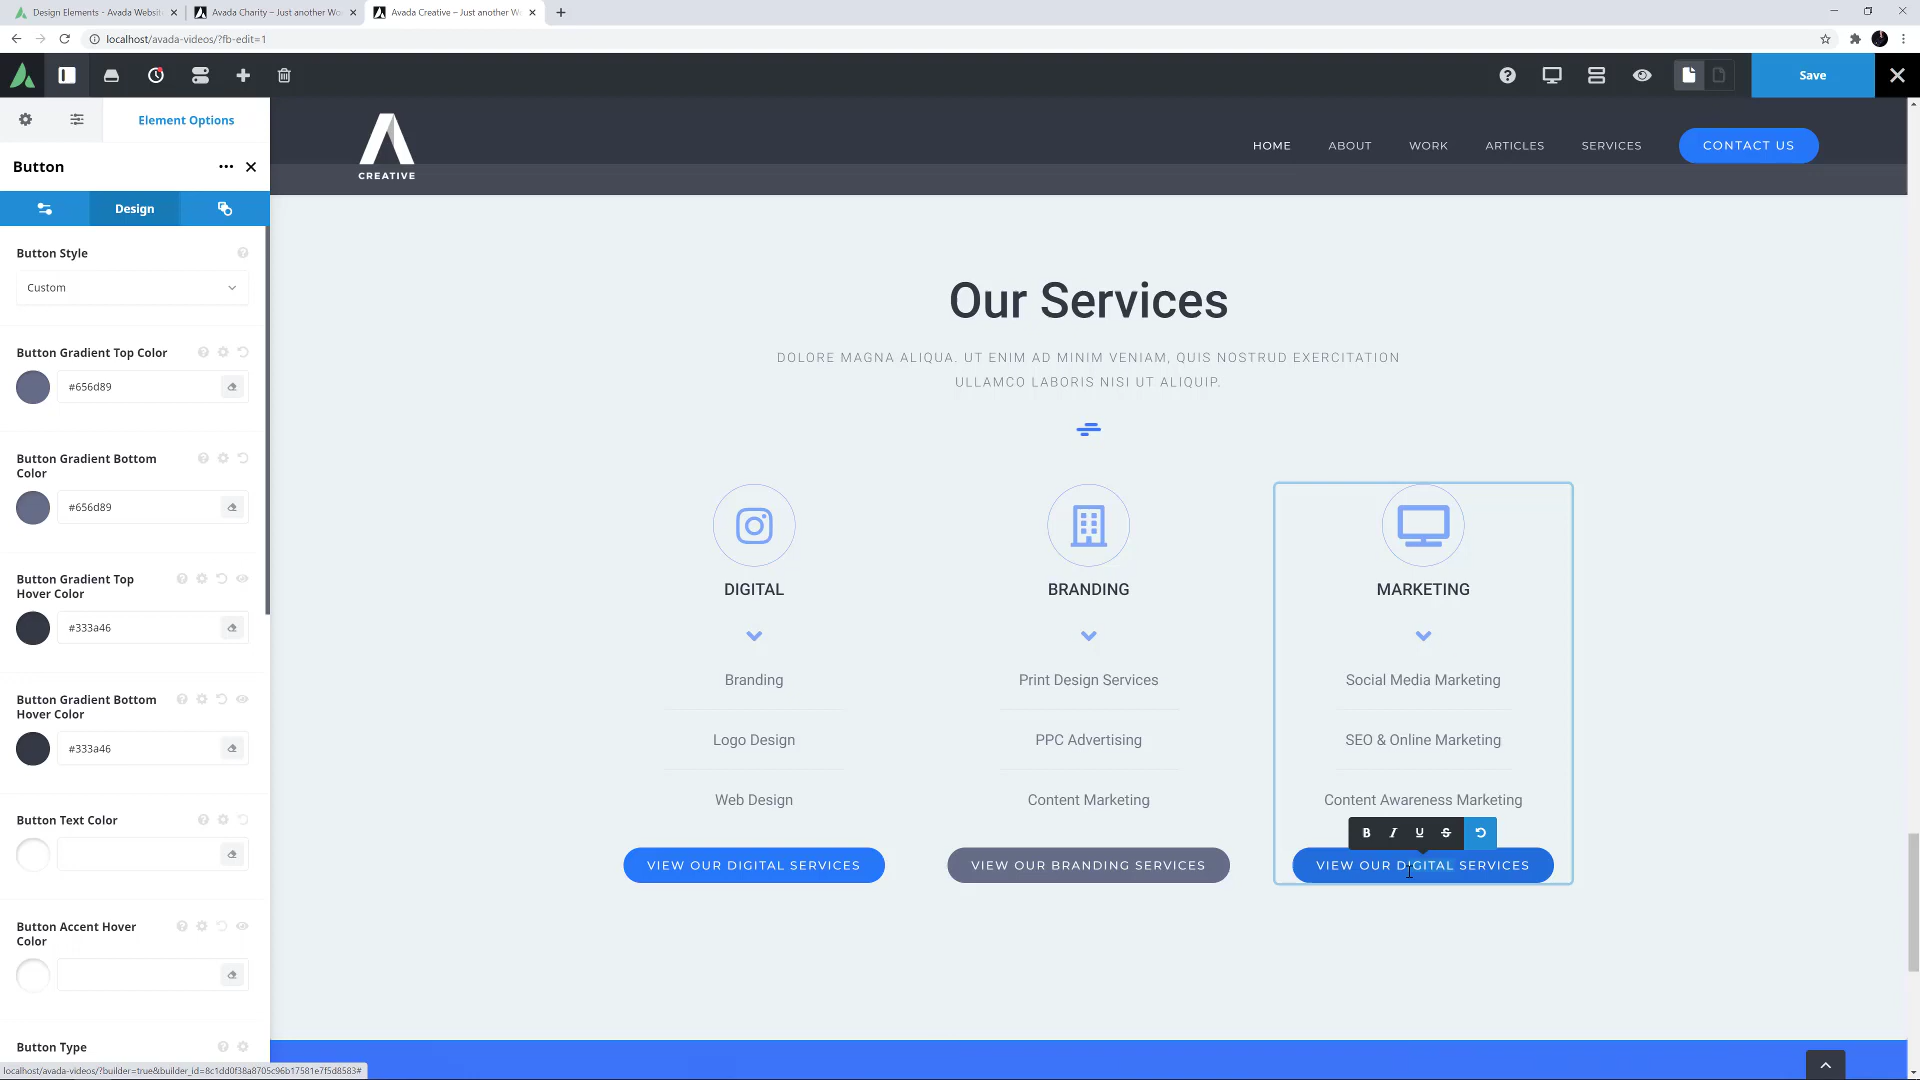 Design Elements - Avada Websit
Avada Charity – Just another Wo
Avada Creative – Just another W
localhost/avada-videos/?fb-edit=1
Save
Element Options
Button
Design
Button Style
Custom
Button Gradient Top Color
#656d89
Button Gradient Bottom
Color
#656d89
Button Gradient Top
Hover Color
#333a46
Button Gradient Bottom
Hover Color
#333a46
Button Text Color
Button Accent Hover
Color
Button Type
localhost/avada-videos/?builder=true&builder_id=8c1dd0f38a8705c96b17581e7f5d8583#
CREATIVE
HOME
ABOUT
WORK
ARTICLES
SERVICES
CONTACT US
Our Services
DOLORE MAGNA ALIQUA. UT ENIM AD MINIM VENIAM, QUIS NOSTRUD EXERCITATION
ULLAMCO LABORIS NISI UT ALIQUIP.
DIGITAL
Branding
Logo Design
Web Design
VIEW OUR DIGITAL SERVICES
BRANDING
Print Design Services
PPC Advertising
Content Marketing
VIEW OUR BRANDING SERVICES
MARKETING
Social Media Marketing
SEO & Online Marketing
Content Awareness Marketing
B I U S
VIEW OUR DIGITAL SERVICES